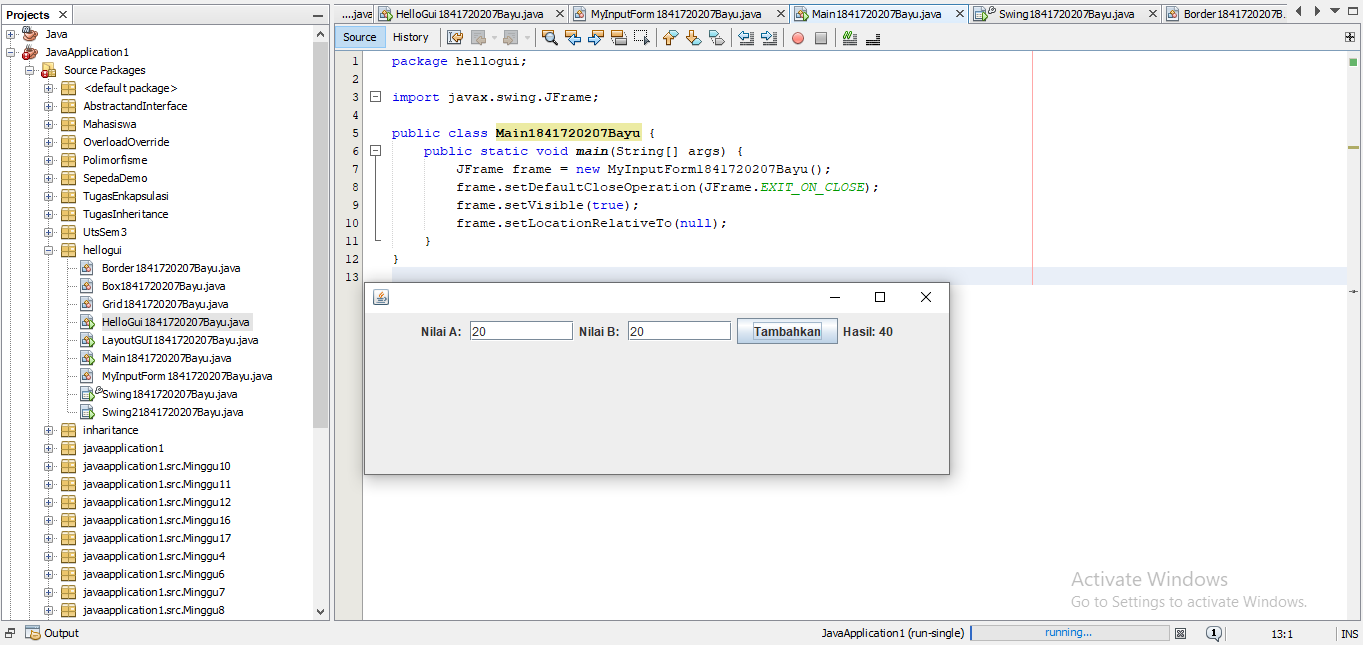 Projects
Java
JavaApplication1
Source Packages
<default package>
AbstractandInterface
Mahasiswa
OverloadOverride
Polimorfisme
SepedaDemo
TugasEnkapsulasi
TugasInheritance
UtsSem3
hellogui
Border1841720207Bayu.java
Box1841720207Bayu.java
Grid1841720207Bayu.java
HelloGui1841720207Bayu.java
LayoutGUI1841720207Bayu.java
Main1841720207Bayu.java
MyInputForm1841720207Bayu.java
Swing1841720207Bayu.java
Swing21841720207Bayu.java
inharitance
javaapplication1
javaapplication1.src.Minggu10
javaapplication1.src.Minggu11
javaapplication1.src.Minggu12
javaapplication1.src.Minggu16
javaapplication1.src.Minggu17
javaapplication1.src.Minggu4
javaapplication1.src.Minggu6
javaapplication1.src.Minggu7
javaapplication1.src.Minggu8
....java HelloGui1841720207Bayu.java MyInputForm1841720207Bayu.java Main1841720207Bayu.java Swing1841720207Bayu.java Border1841720207B...
Source History
1 package hellogui;
2
3 import javax.swing.JFrame;
4
5 public class Main1841720207Bayu {
6 public static void main(String[] args) {
7 JFrame frame = new MyInputForm1841720207Bayu();
8 frame.setDefaultCloseOperation(JFrame.EXIT_ON_CLOSE);
9 frame.setVisible(true);
10 frame.setLocationRelativeTo(null);
11 }
12 }
13
Nilai A: 20 Nilai B: 20 Tambahkan Hasil: 40
Activate Windows
Go to Settings to activate Windows.
Output JavaApplication1 (run-single) running... 1 13:1 INS